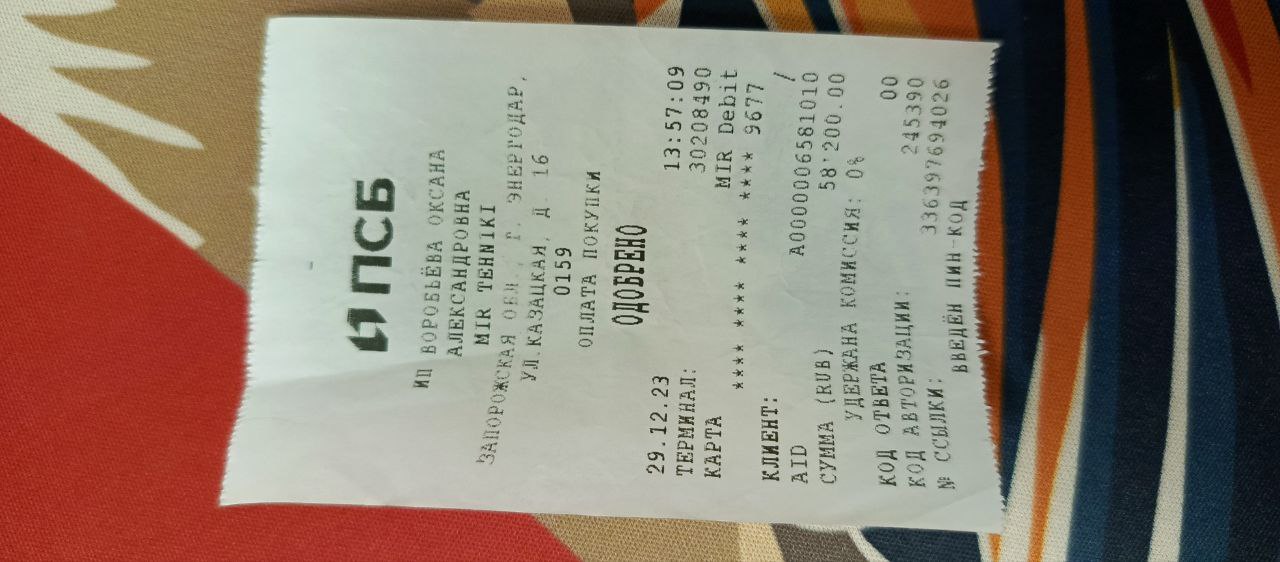 ПСБ
ИП ВОРОБЬЁВА ОКСАНА
АЛЕКСАНДРОВНА
MIR TEHNIKI
ЗАПОРОЖСКАЯ ОБЛ., Г. ЭНЕРГОДАР,
УЛ.КАЗАЦКАЯ, Д. 16
0159
ОПЛАТА ПОКУПКИ
ОДОБРЕНО
29.12.23 13:57:09
ТЕРМИНАЛ: 30208490
КАРТА MIR Debit
**** **** **** **** **** 9677
КЛИЕНТ: /
AID A0000006581010
СУММА (RUB) 58'200.00
УДЕРЖАНА КОМИССИЯ: 0%
КОД ОТВЕТА 00
КОД АВТОРИЗАЦИИ: 245390
№ ССЫЛКИ: 336397694026
ВВЕДЁН ПИН-КОД